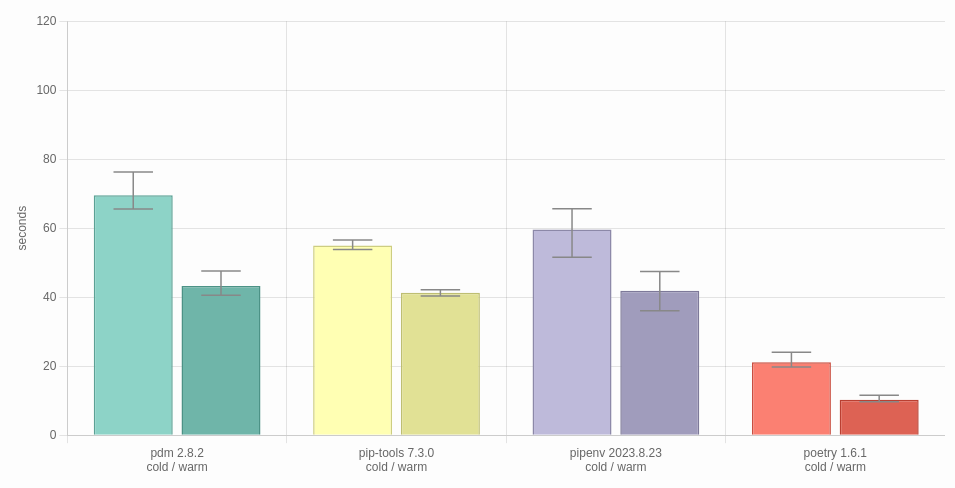 120
100
80
60
40
20
0
seconds
pdm 2.8.2
cold / warm
pip-tools 7.3.0
cold / warm
pipenv 2023.8.23
cold / warm
poetry 1.6.1
cold / warm